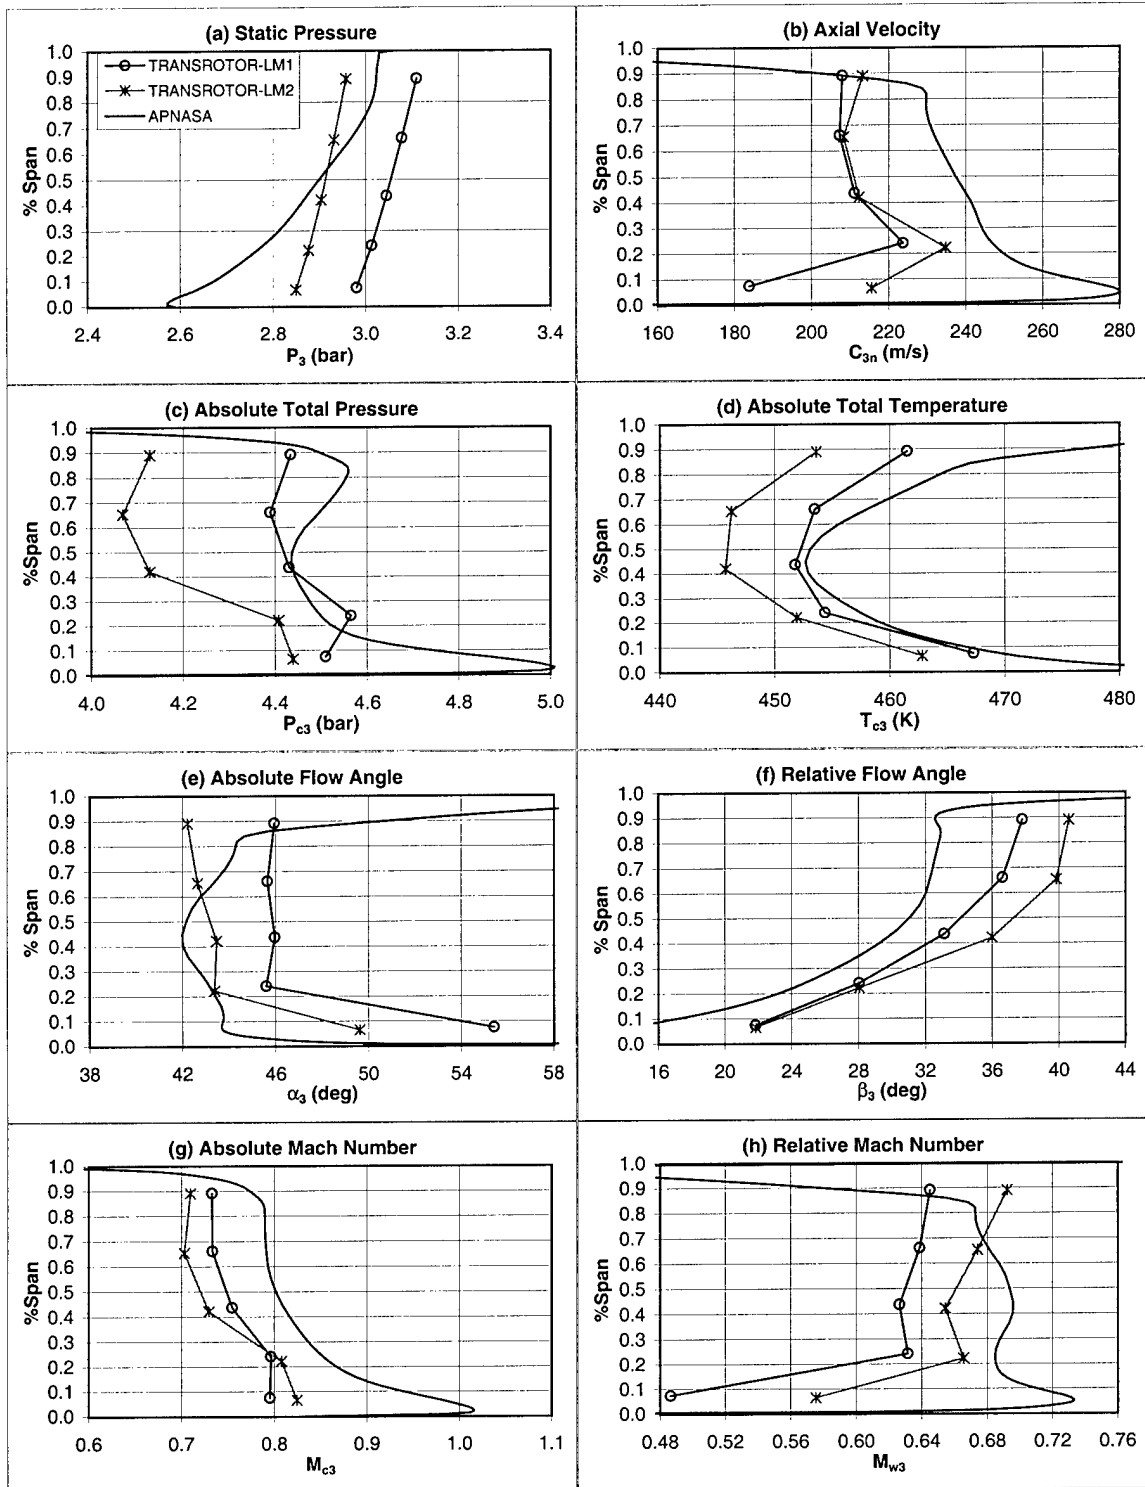 (a) Static Pressure
TRANSROTOR-LM1
TRANSROTOR-LM2
APNASA
% Span
1.0
0.9
0.8
0.7
0.6
0.5
0.4
0.3
0.2
0.1
0.0
2.4 2.6 2.8 3.0 3.2 3.4
P3 (bar)
(b) Axial Velocity
% Span
1.0
0.9
0.8
0.7
0.6
0.5
0.4
0.3
0.2
0.1
0.0
160 180 200 220 240 260 280
C3n (m/s)
(c) Absolute Total Pressure
%Span
1.0
0.9
0.8
0.7
0.6
0.5
0.4
0.3
0.2
0.1
0.0
4.0 4.2 4.4 4.6 4.8 5.0
Pc3 (bar)
(d) Absolute Total Temperature
%Span
1.0
0.9
0.8
0.7
0.6
0.5
0.4
0.3
0.2
0.1
0.0
440 450 460 470 480
Tc3 (K)
(e) Absolute Flow Angle
% Span
1.0
0.9
0.8
0.7
0.6
0.5
0.4
0.3
0.2
0.1
0.0
38 42 46 50 54 58
α3 (deg)
(f) Relative Flow Angle
% Span
1.0
0.9
0.8
0.7
0.6
0.5
0.4
0.3
0.2
0.1
0.0
16 20 24 28 32 36 40 44
β3 (deg)
(g) Absolute Mach Number
%Span
1.0
0.9
0.8
0.7
0.6
0.5
0.4
0.3
0.2
0.1
0.0
0.6 0.7 0.8 0.9 1.0 1.1
Mc3
(h) Relative Mach Number
%Span
1.0
0.9
0.8
0.7
0.6
0.5
0.4
0.3
0.2
0.1
0.0
0.48 0.52 0.56 0.60 0.64 0.68 0.72 0.76
Mw3